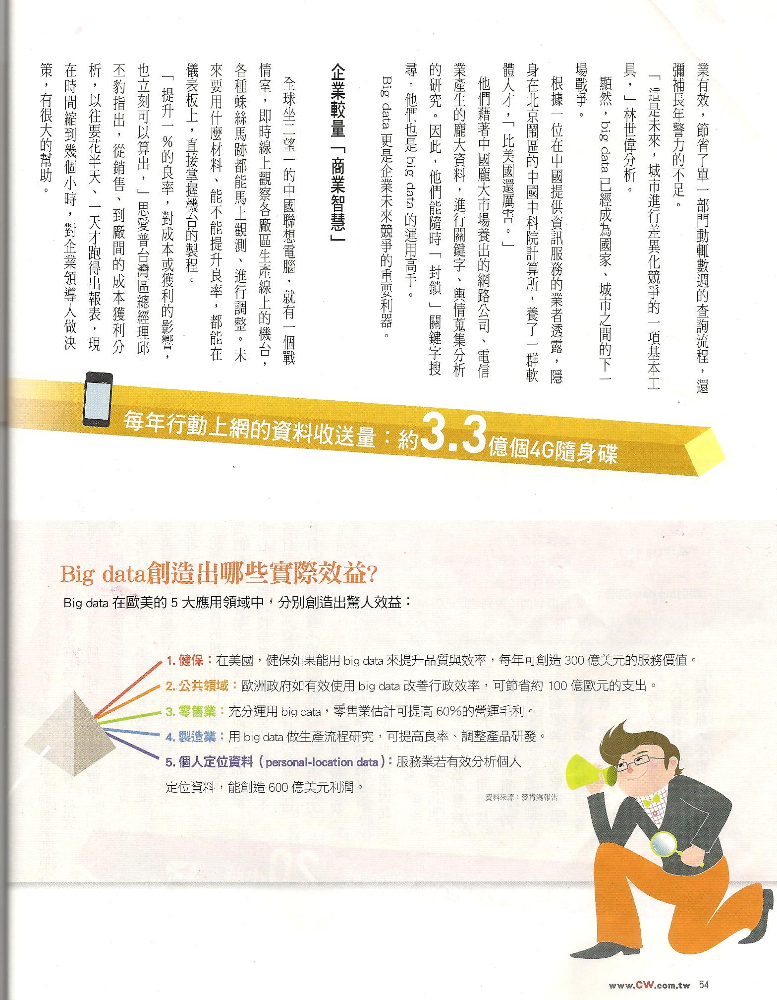 業有效，節省了單一部門動輒數週的查詢流程，還
彌補長年警力的不足。
「這是未來，城市進行差異化競爭的一項基本工
具，」林世偉分析。
顯然，big data 已經成為國家、城市之間的下一
場戰爭。
根據一位在中國提供資訊服務的業者透露，隱
身在北京鬧區的中國中科院計算所，養了一群軟
體人才，「比美國還厲害。」
他們藉著中國龐大市場養出的網路公司、電信
業產生的龐大資料，進行關鍵字、輿情蒐集分析
的研究。因此，他們能隨時「封鎖」關鍵字搜
尋。他們也是 big data 的運用高手。
Big data 更是企業未來競爭的重要利器。
企業較量「商業智慧」
全球坐二望一的中國聯想電腦，就有一個戰
情室，即時線上觀察各廠區生產線上的機台，
各種蛛絲馬跡都能馬上觀測、進行調整。未
來要用什麼材料、能不能提升良率，都能在
儀表板上，直接掌握機台的製程。
「提升一%的良率，對成本或獲利的影響，
也立刻可以算出，」思愛普台灣區總經理邱
丕豹指出，從銷售、到廠間的成本獲利分
析，以往要花半天、一天才跑得出報表，現
在時間縮到幾個小時，對企業領導人做決
策，有很大的幫助。
每年行動上網的資料收送量：約3.3億個4G隨身碟
Big data創造出哪些實際效益?
Big data 在歐美的 5 大應用領域中，分別創造出驚人效益：
1. 健保：在美國，健保如果能用 big data 來提升品質與效率，每年可創造 300 億美元的服務價值。
2. 公共領域：歐洲政府如有效使用 big data 改善行政效率，可節省約 100 億歐元的支出。
3. 零售業：充分運用 big data，零售業估計可提高 60%的營運毛利。
4. 製造業：用 big data 做生產流程研究，可提高良率、調整產品研發。
5. 個人定位資料（personal-location data）：服務業若有效分析個人
定位資料，能創造 600 億美元利潤。
資料來源：麥肯錫報告
www.CW.com.tw 54